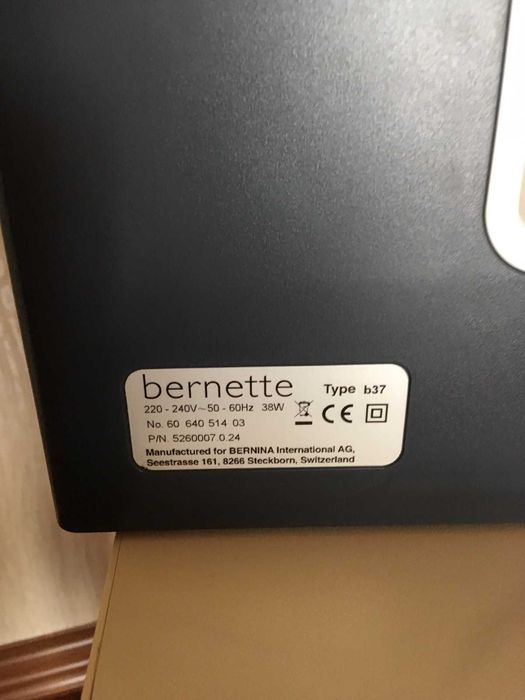 bernette Type b37
220 - 240V~50 - 60Hz 38W
No. 60 640 514 03
P/N. 5260007.0.24
CE
Manufactured for BERNINA International AG,
Seestrasse 161, 8266 Steckborn, Switzerland